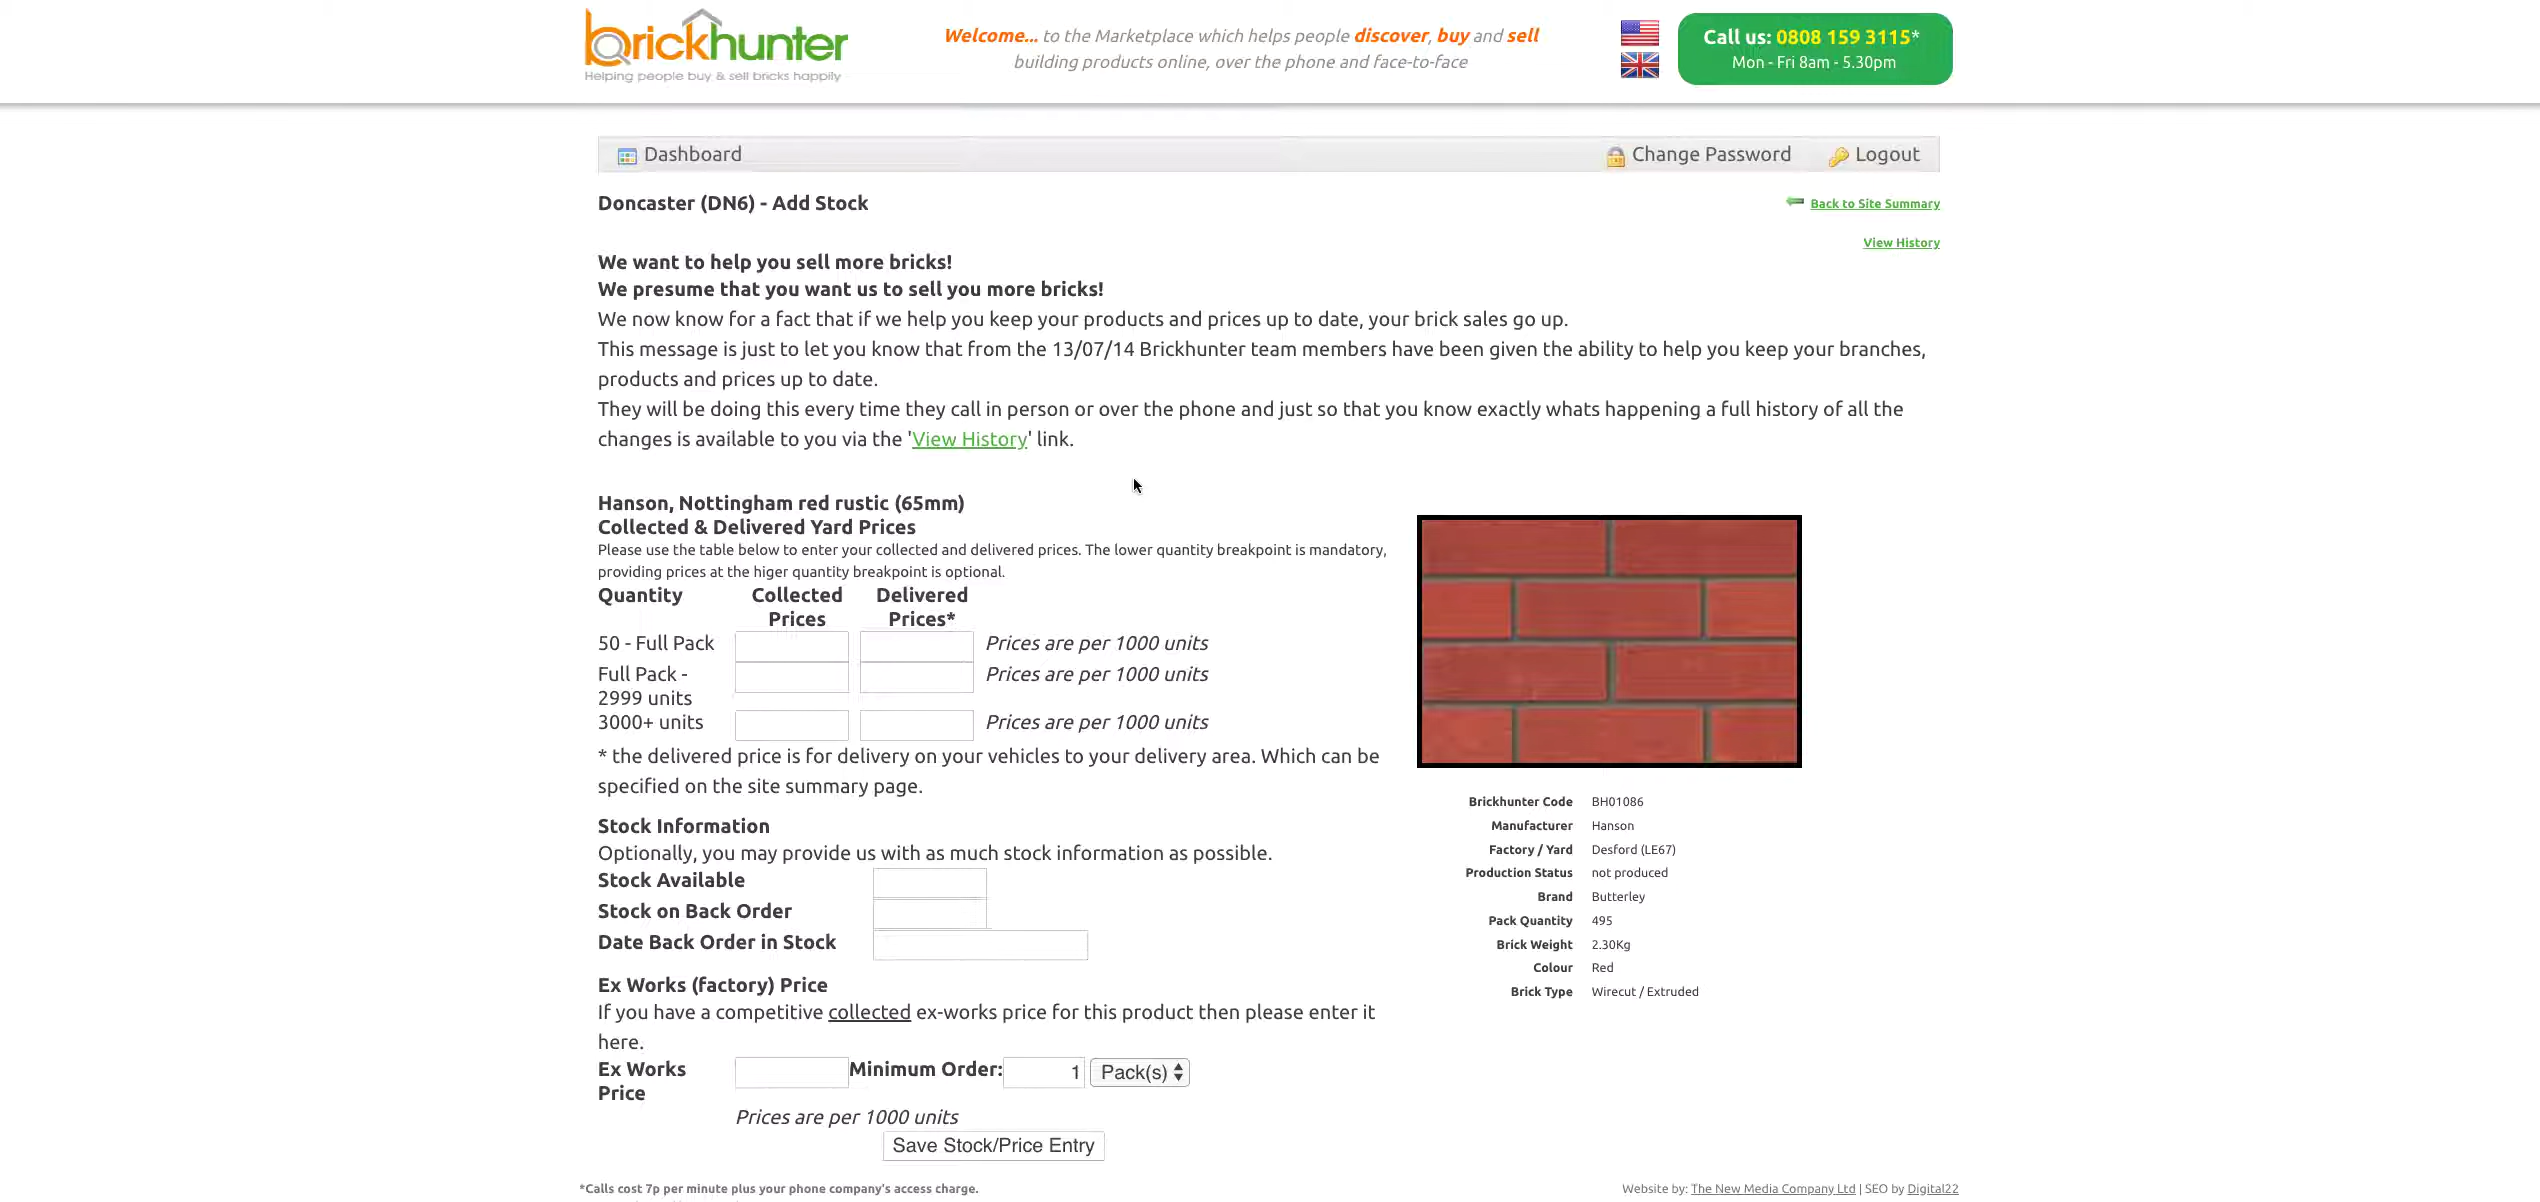 brickhunter
Helping people buy & sell bricks happily
Welcome... to the Marketplace which helps people discover, buy and sell
building products online, over the phone and face-to-face
Call us: 0808 159 3115*
Mon - Fri 8am - 5.30pm
Dashboard
Change Password
Logout
Doncaster (DN6) - Add Stock
Back to Site Summary
View History
We want to help you sell more bricks!
We presume that you want us to sell you more bricks!
We now know for a fact that if we help you keep your products and prices up to date, your brick sales go up.
This message is just to let you know that from the 13/07/14 Brickhunter team members have been given the ability to help you keep your branches,
products and prices up to date.
They will be doing this every time they call in person or over the phone and just so that you know exactly whats happening a full history of all the
changes is available to you via the 'View History' link.
Hanson, Nottingham red rustic (65mm)
Collected & Delivered Yard Prices
Please use the table below to enter your collected and delivered prices. The lower quantity breakpoint is mandatory,
providing prices at the higer quantity breakpoint is optional.
Quantity Collected Delivered
Prices Prices*
50 - Full Pack Prices are per 1000 units
Full Pack - Prices are per 1000 units
2999 units
3000+ units Prices are per 1000 units
* the delivered price is for delivery on your vehicles to your delivery area. Which can be
specified on the site summary page.
Stock Information
Optionally, you may provide us with as much stock information as possible.
Stock Available
Stock on Back Order
Date Back Order in Stock
Ex Works (factory) Price
If you have a competitive collected ex-works price for this product then please enter it
here.
Ex Works Minimum Order: 1 Pack(s)
Price
Prices are per 1000 units
Save Stock/Price Entry
Brickhunter Code BH01086
Manufacturer Hanson
Factory / Yard Desford (LE67)
Production Status not produced
Brand Butterley
Pack Quantity 495
Brick Weight 2.30Kg
Colour Red
Brick Type Wirecut / Extruded
*Calls cost 7p per minute plus your phone company's access charge.
Website by: The New Media Company Ltd | SEO by Digital22